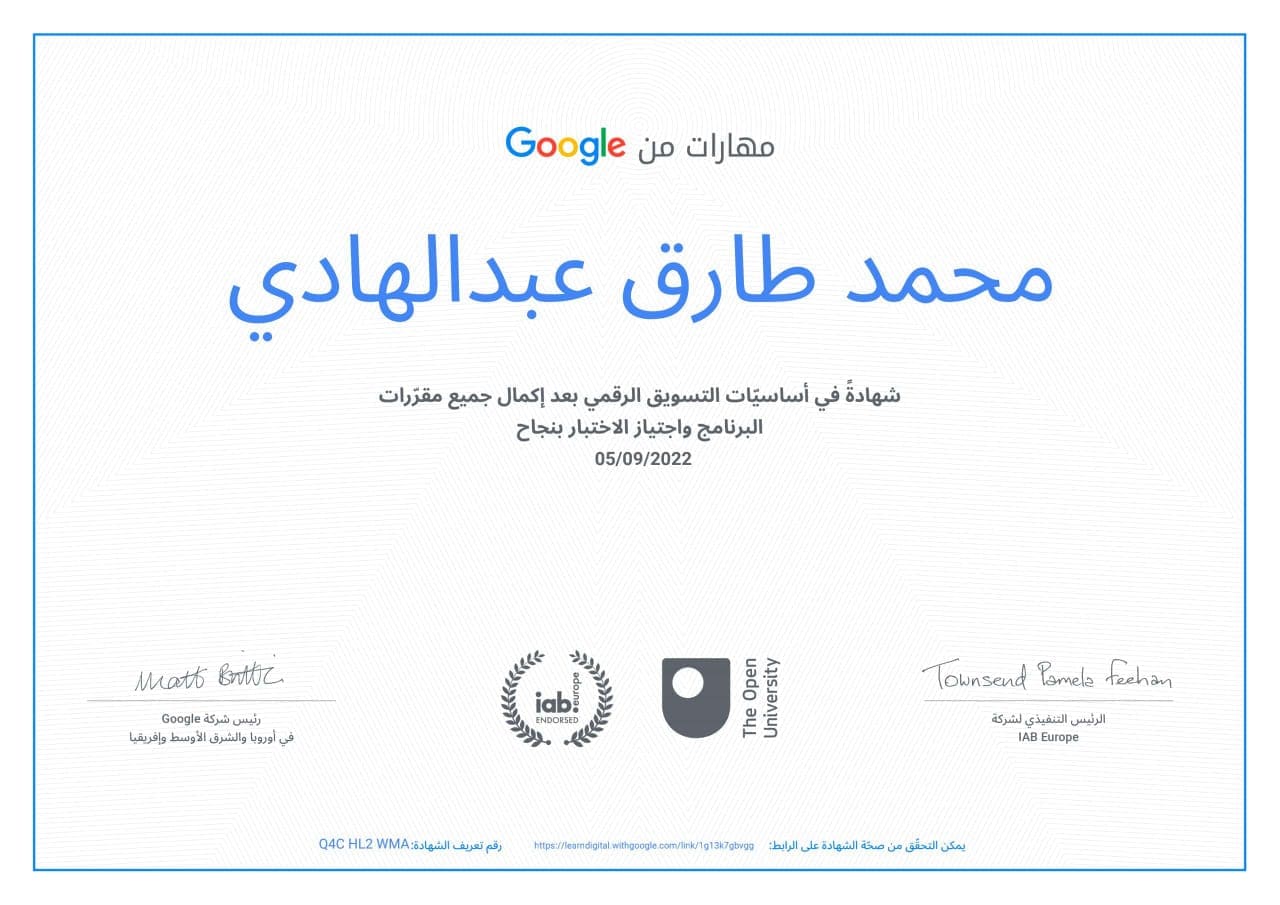 مهارات من Google
محمد طارق عبدالهادي
شهادةً في أساسيّات التسويق الرقمي بعد إكمال جميع مقرّرات
البرنامج واجتياز الاختبار بنجاح
05/09/2022
Townsend Pamela Feehan
الرئيس التنفيذي لشركة
IAB Europe
The Open
University
iab:europe
ENDORSED
Matt
رئيس شركة Google
في أوروبا والشرق الأوسط وإفريقيا
يمكن التحقّق من صحّة الشهادة على الرابط: https://learndigital.withgoogle.com/link/1g13k7gbvgg
رقم تعريف الشهادة: Q4C HL2 WMA